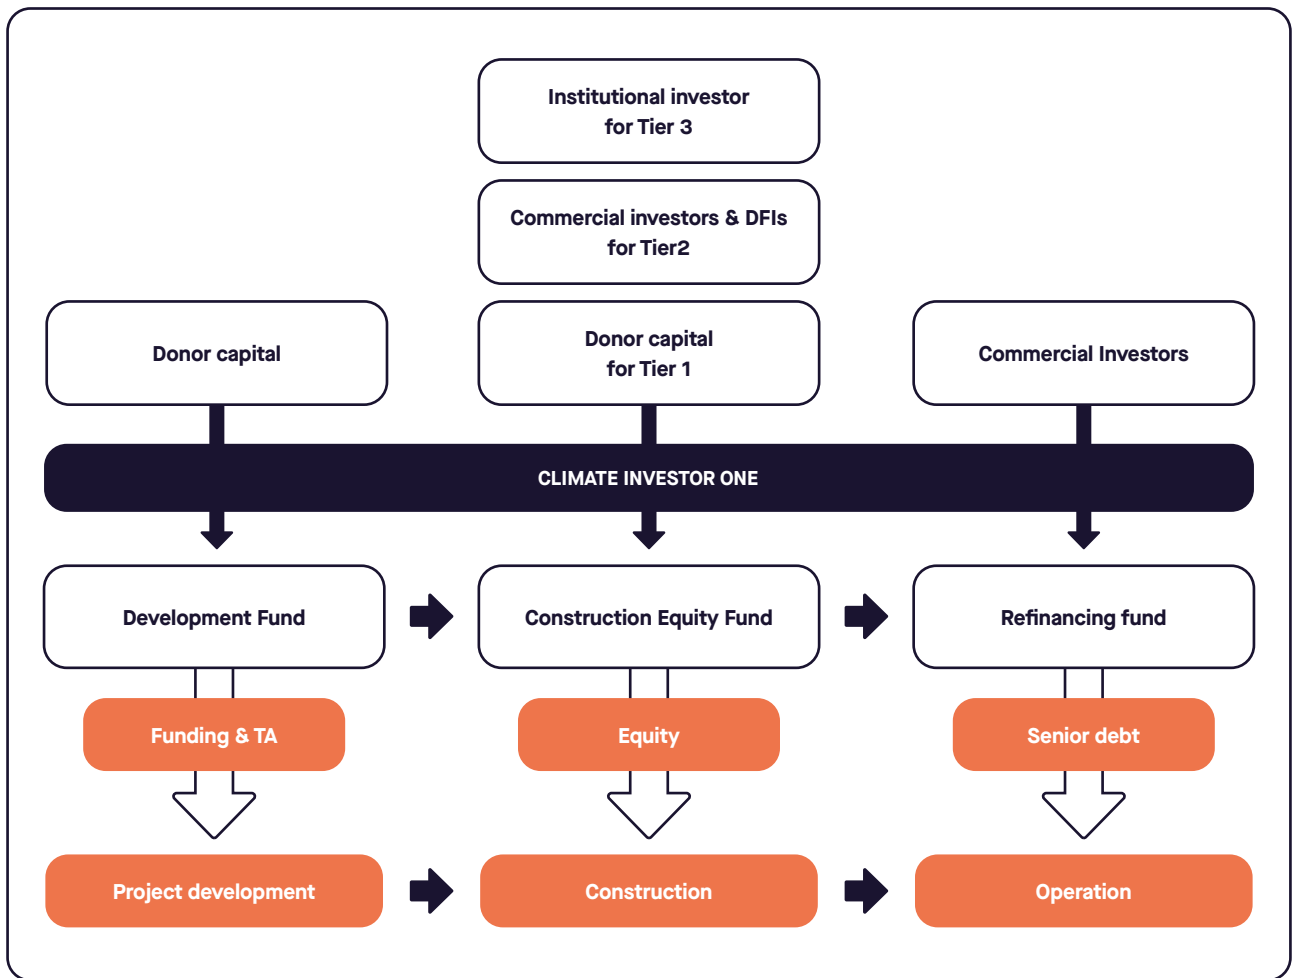 Institutional investor
for Tier 3
Commercial investors & DFIs
for Tier2
Donor capital
Donor capital
for Tier 1
Commercial Investors
CLIMATE INVESTOR ONE
Development Fund
Construction Equity Fund
Refinancing fund
Funding & TA
Equity
Senior debt
Project development
Construction
Operation